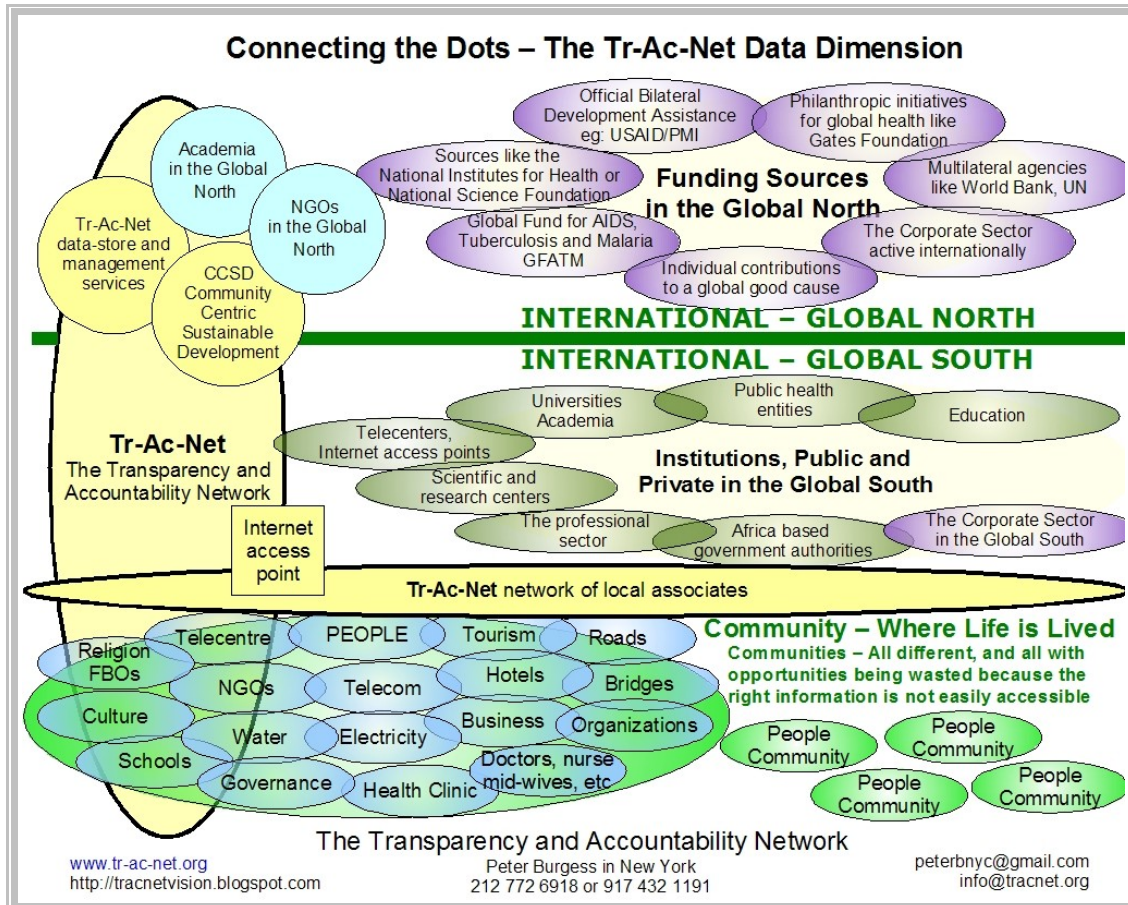 Connecting the Dots – The Tr-Ac-Net Data Dimension
Official Bilateral
Development Assistance
eg: USAID/PMI
Philanthropic initiatives
for global health like
Gates Foundation
Academia
in the Global
North
Sources like the
National Institutes for Health or
National Science Foundation
Funding Sources
in the Global North
Multilateral agencies
like World Bank, UN
NGOs
in the Global
North
Tr-Ac-Net
data-store and
management
services
Global Fund for AIDS,
Tuberculosis and Malaria
GFATM
The Corporate Sector
active internationally
Individual contributions
to a global good cause
CCSD
Community
Centric
Sustainable
Development
INTERNATIONAL – GLOBAL NORTH
INTERNATIONAL – GLOBAL SOUTH
Universities
Academia
Public health
entities
Education
Telecenters,
Internet access points
Tr-Ac-Net
The Transparency and
Accountability Network
Institutions, Public and
Private in the Global South
Scientific and
research centers
The professional
sector
Africa based
government authorities
The Corporate Sector
in the Global South
Internet
access
point
Tr-Ac-Net network of local associates
Religion
FBOs
Telecentre
PEOPLE
Tourism
Roads
NGOs
Telecom
Hotels
Bridges
Culture
Water
Electricity
Business
Organizations
Schools
Governance
Health Clinic
Doctors, nurse
mid-wives, etc
Community – Where Life is Lived
Communities – All different, and all with
opportunities being wasted because the
right information is not easily accessible
People
Community
People
Community
People
Community
People
Community
The Transparency and Accountability Network
www.tr-ac-net.org
http://tracnetvision.blogspot.com
Peter Burgess in New York
212 772 6918 or 917 432 1191
peterbnyc@gmail.com
info@tracnet.org